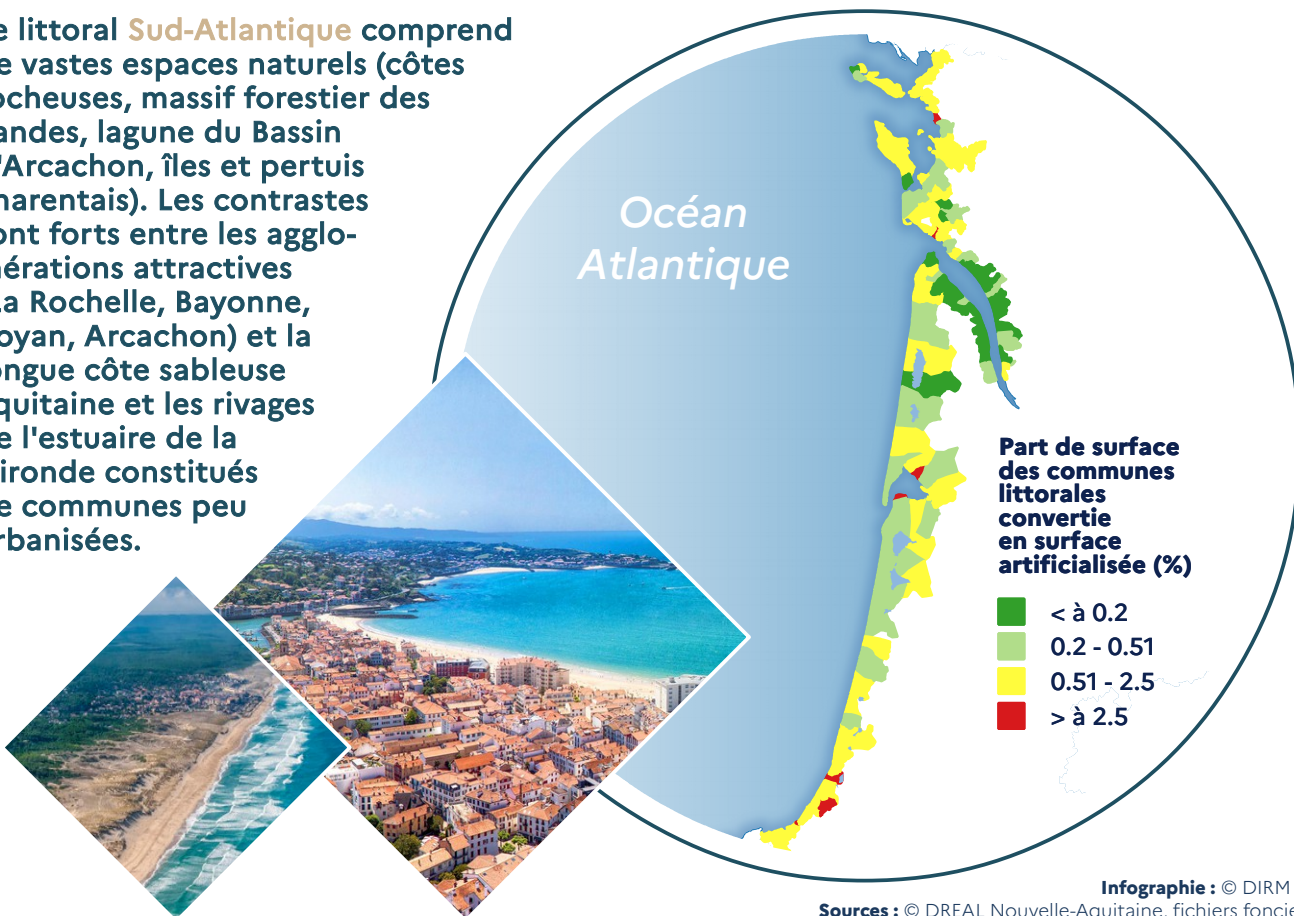 e littoral Sud-Atlantique comprend
e vastes espaces naturels (côtes
ocheuses, massif forestier des
andes, lagune du Bassin
'Arcachon, îles et pertuis
harentais). Les contrastes
ont forts entre les agglo-
érations attractives
a Rochelle, Bayonne,
oyan, Arcachon) et la
ongue côte sableuse
quitaine et les rivages
e l'estuaire de la
ironde constitués
e communes peu
rbanisées.
Océan
Atlantique
Part de surface
des communes
littorales
convertie
en surface
artificialisée (%)
< à 0.2
0.2 - 0.51
0.51 - 2.5
> à 2.5
Infographie : © DIRM
Sources : © DREAL Nouvelle-Aquitaine, fichiers foncie